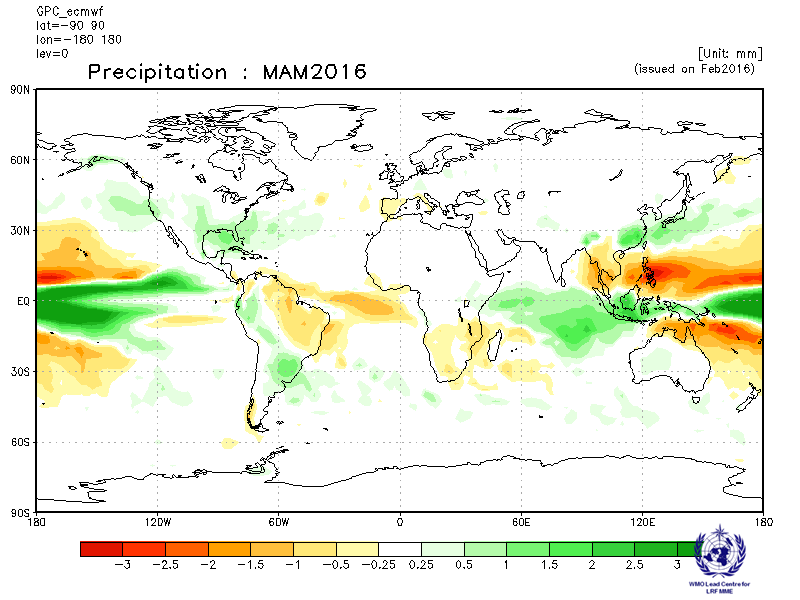 GPC_ecmwf
lat=-90 90
lon=-180 180
lev=0
[Unit: mm]
Precipitation : MAM2016
(issued on Feb2016)
90N
60N
30N
EQ
30S
60S
90S
180 120W 60W 0 60E 120E 180
-3 -2.5 -2 -1.5 -1 -0.5 -0.25 0.25 0.5 1 1.5 2 2.5 3
WMO Lead Centre for
LRF MME